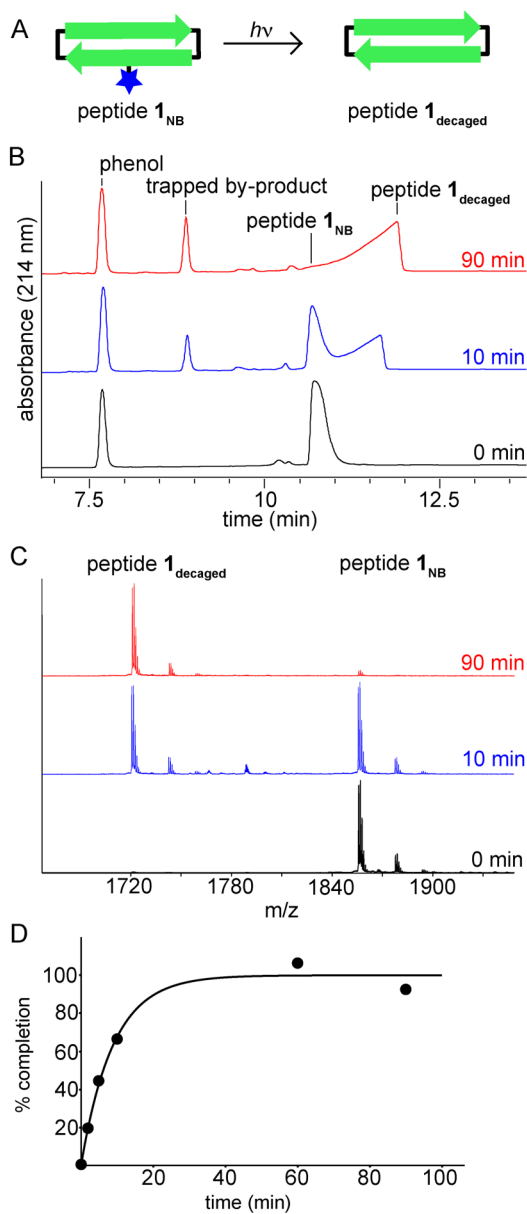 A
hν
peptide 1NB
peptide 1decaged
B
phenol
trapped by-product
peptide 1NB
peptide 1decaged
absorbance (214 nm)
90 min
10 min
0 min
7.5 10 12.5
time (min)
C
peptide 1decaged peptide 1NB
90 min
10 min
0 min
1720 1780 1840 1900
m/z
D
% completion
100
80
60
40
20
20 40 60 80 100
time (min)